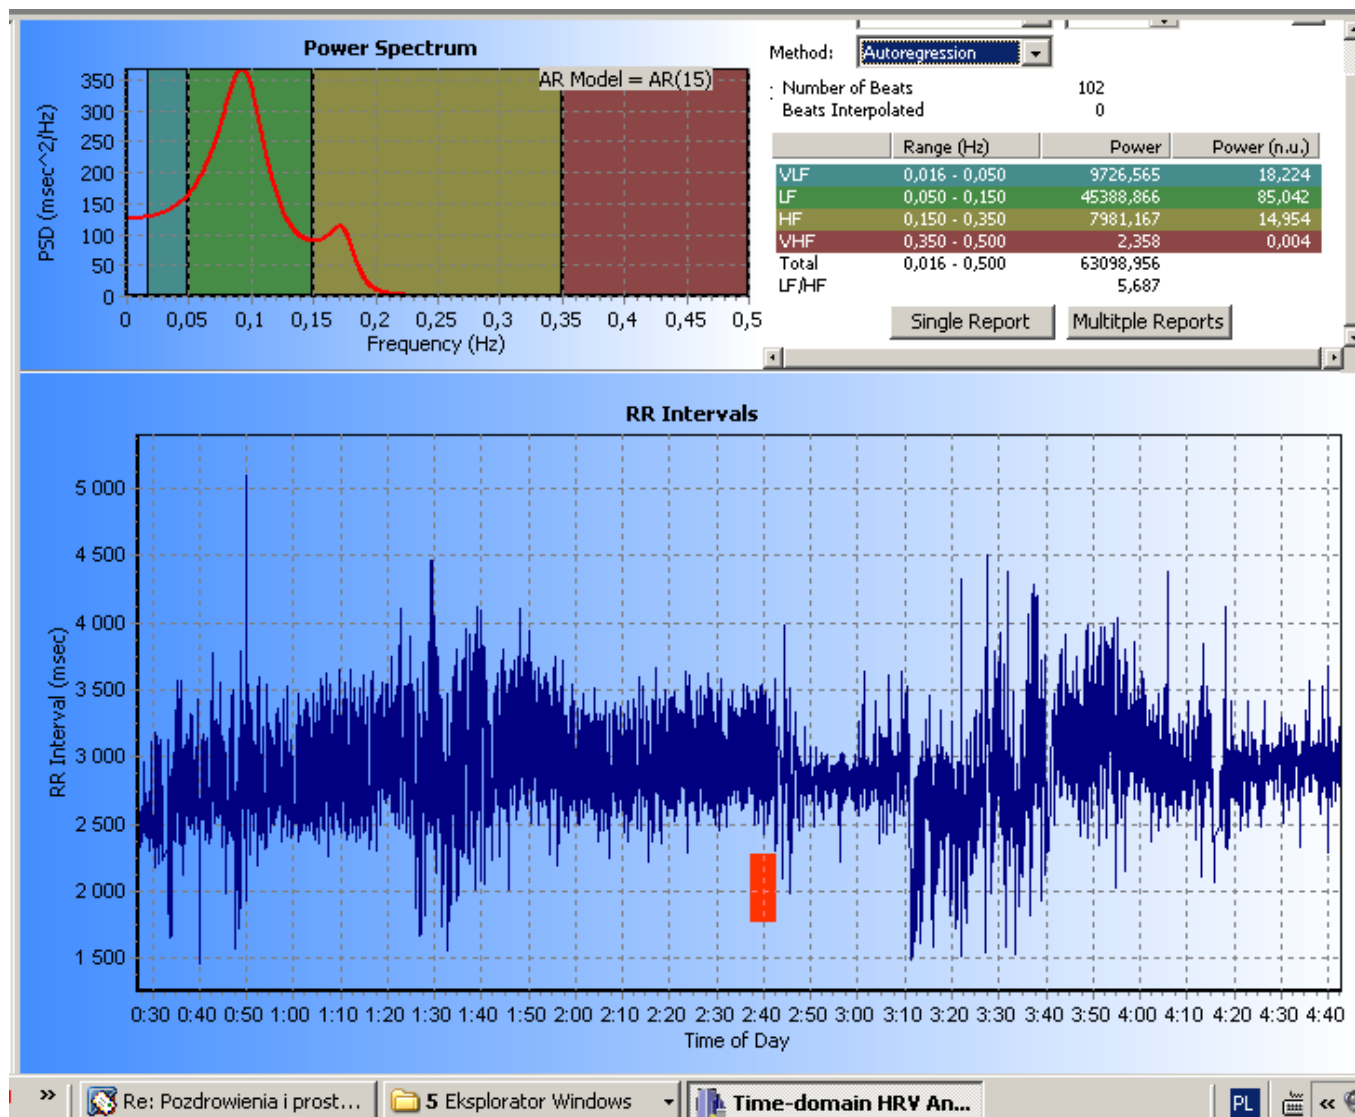 Power Spectrum
AR Model = AR(15)
PSD (msec^2/Hz)
350
300
250
200
150
100
50
0
0 0,05 0,1 0,15 0,2 0,25 0,3 0,35 0,4 0,45 0,5
Frequency (Hz)
Method: Autoregression
Number of Beats 102
Beats Interpolated 0
Range (Hz) Power Power (n.u.)
VLF 0,016 - 0,050 9726,565 18,224
LF 0,050 - 0,150 45388,866 85,042
HF 0,150 - 0,350 7981,167 14,954
VHF 0,350 - 0,500 2,358 0,004
Total 0,016 - 0,500 63098,956
LF/HF 5,687
Single Report Multitple Reports
RR Intervals
RR Interval (msec)
5 000
4 500
4 000
3 500
3 000
2 500
2 000
1 500
0:30 0:40 0:50 1:00 1:10 1:20 1:30 1:40 1:50 2:00 2:10 2:20 2:30 2:40 2:50 3:00 3:10 3:20 3:30 3:40 3:50 4:00 4:10 4:20 4:30 4:40
Time of Day
» Re: Pozdrowienia i prost... 5 Eksplorator Windows Time-domain HRV An... PL «